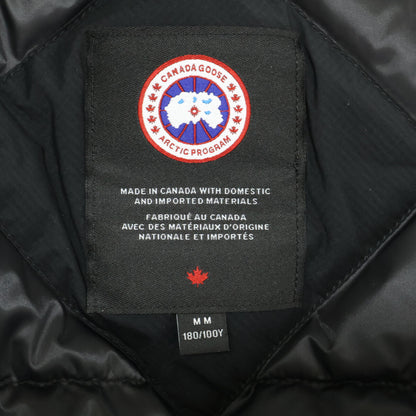 CANADA GOOSE
ARCTIC PROGRAM
MADE IN CANADA WITH DOMESTIC
AND IMPORTED MATERIALS
FABRIQUÉ AU CANADA
AVEC DES MATÉRIAUX D'ORIGINE
NATIONALE ET IMPORTÉS
M M
180/100Y